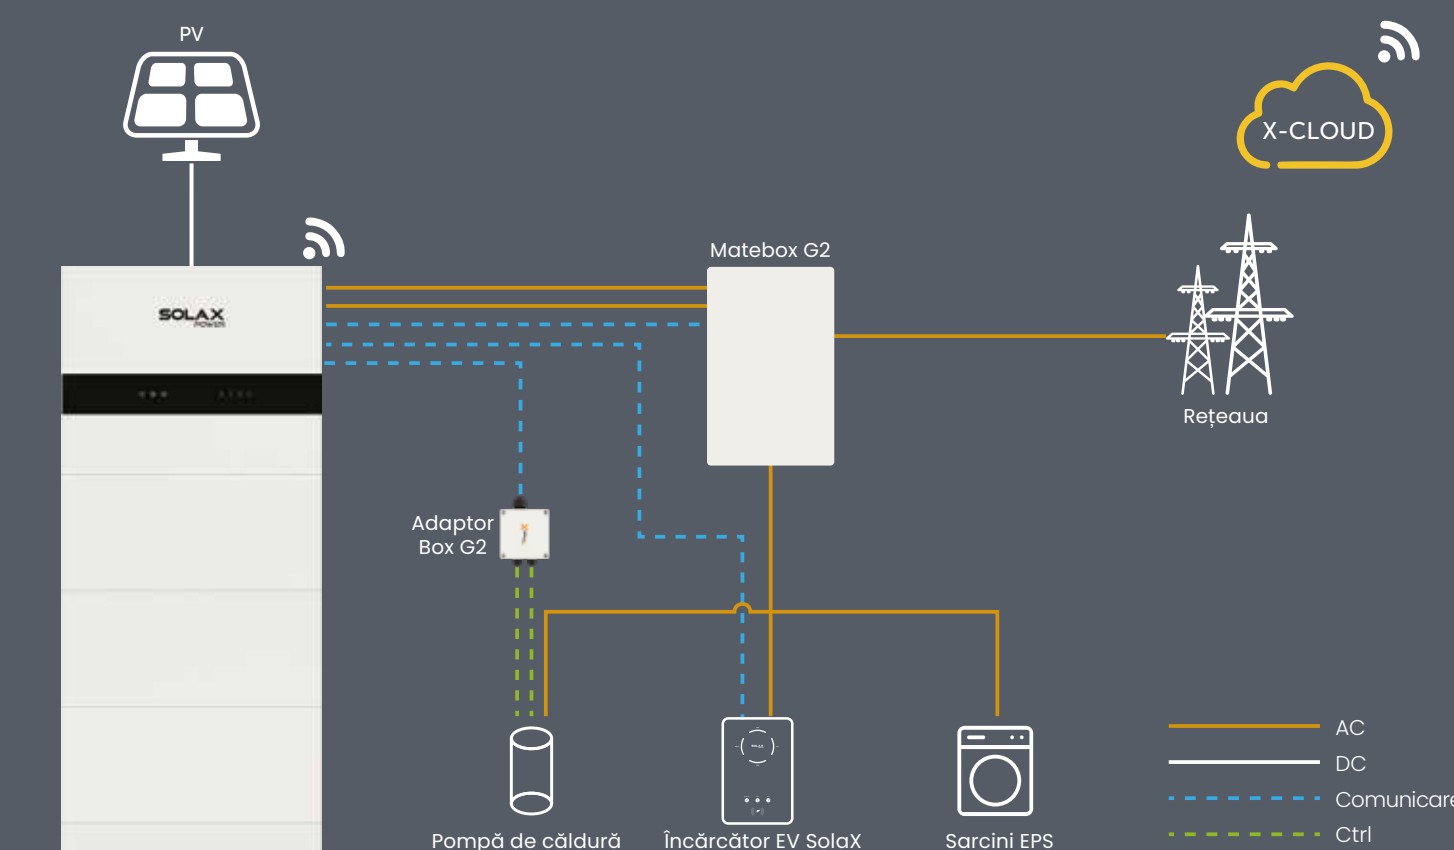 PV
X-CLOUD
SOLAX
POWER
Matebox G2
Rețeaua
Adaptor
Box G2
AC
DC
Comunicare
Ctrl
Pompă de căldură
Încărcător EV SolaX
Sarcini EPS